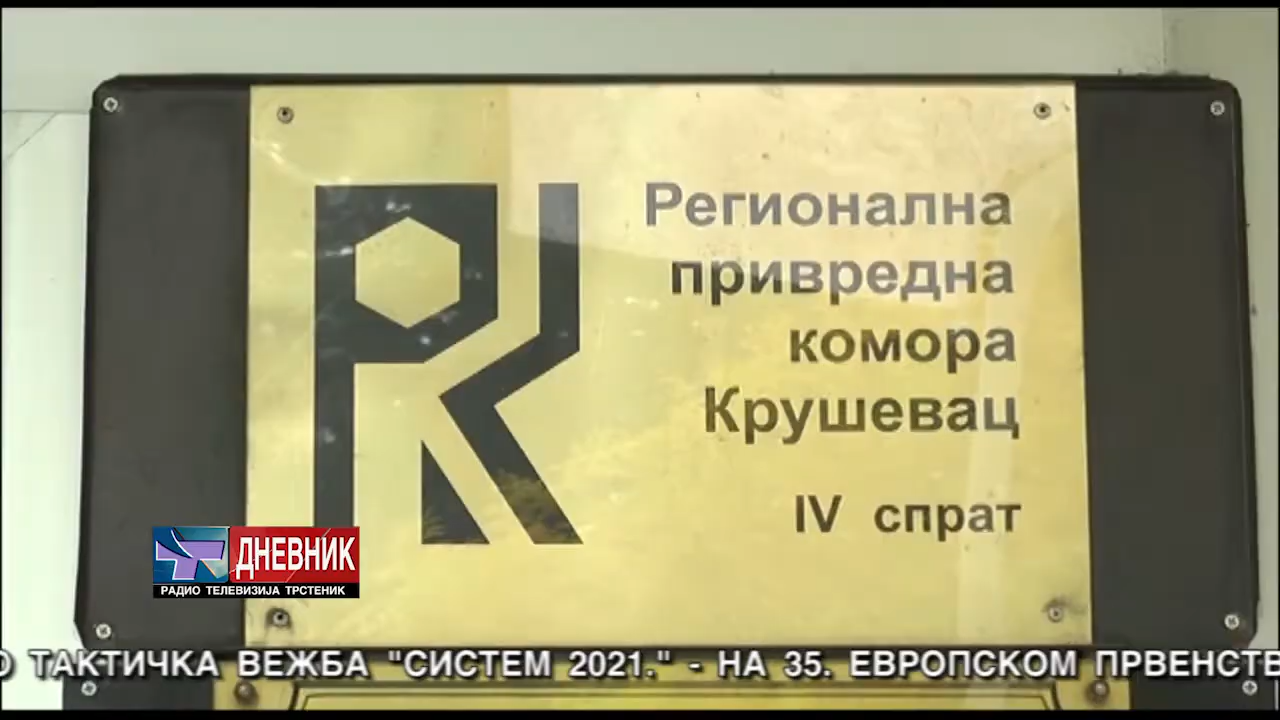 Регионална
привредна
комора
Крушевац
IV спрат
ДНЕВНИК
РАДИО ТЕЛЕВИЗИЈА ТРСТЕНИК
ТАКТИЧКА ВЕЖБА "СИСТЕМ 2021." - НА 35. ЕВРОПСКОМ